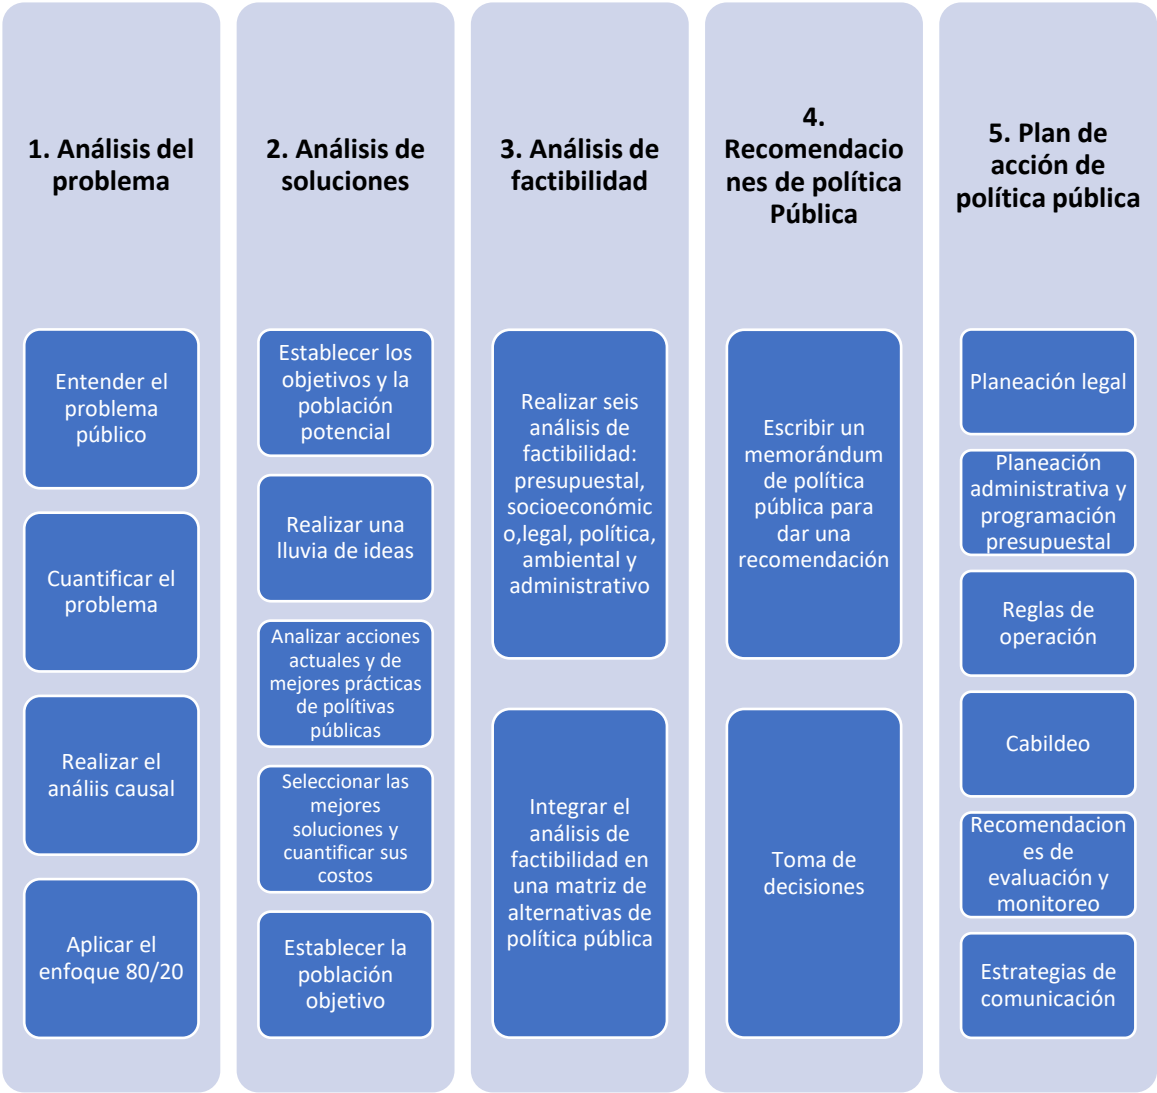 1. Análisis del
problema
Entender el
problema
público
Cuantificar el
problema
Realizar el
análiis causal
Aplicar el
enfoque 80/20
2. Análisis de
soluciones
Establecer los
objetivos y la
población
potencial
Realizar una
lluvia de ideas
Analizar acciones
actuales y de
mejores prácticas
de polítivas
públicas
Seleccionar las
mejores
soluciones y
cuantificar sus
costos
Establecer la
población
objetivo
3. Análisis de
factibilidad
Realizar seis
análisis de
factibilidad:
presupuestal,
socioeconómic
o,legal, política,
ambiental y
administrativo
Integrar el
análisis de
factibilidad en
una matriz de
alternativas de
política pública
4.
Recomendacio
nes de política
Pública
Escribir un
memorándum
de política
pública para
dar una
recomendación
Toma de
decisiones
5. Plan de
acción de
política pública
Planeación legal
Planeación
administrativa y
programación
presupuestal
Reglas de
operación
Cabildeo
Recomendacion
es de
evaluación y
monitoreo
Estrategias de
comunicación